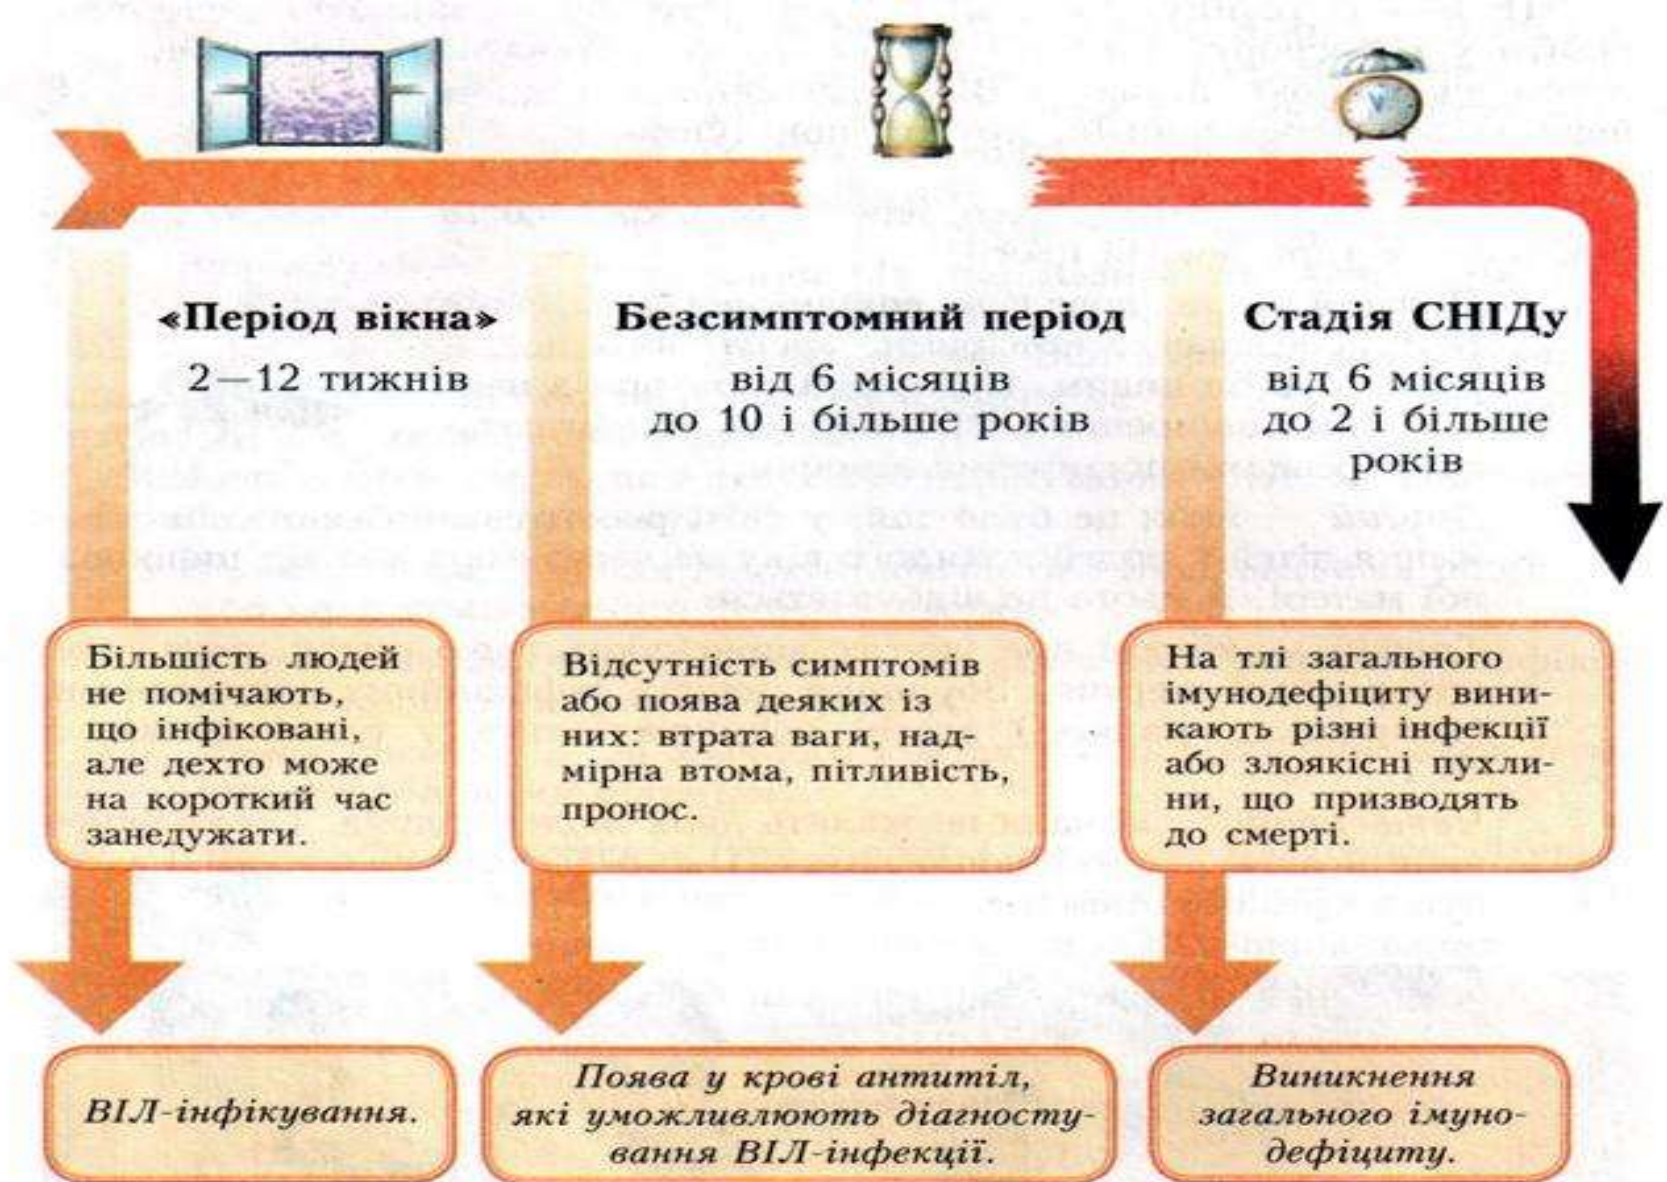 «Період вікна»
2—12 тижнів
Безсимптомний період
від 6 місяців
до 10 і більше років
Стадія СНІДу
від 6 місяців
до 2 і більше
років
Більшість людей
не помічають,
що інфіковані,
але дехто може
на короткий час
занедужати.
Відсутність симптомів
або поява деяких із
них: втрата ваги, над-
мірна втома, пітливість,
пронос.
На тлі загального
імунодефіциту вини-
кають різні інфекції
або злоякісні пухли-
ни, що призводять
до смерті.
ВІЛ-інфікування.
Поява у крові антитіл,
які уможливлюють діагносту-
вання ВІЛ-інфекції.
Виникнення
загального імуно-
дефіциту.